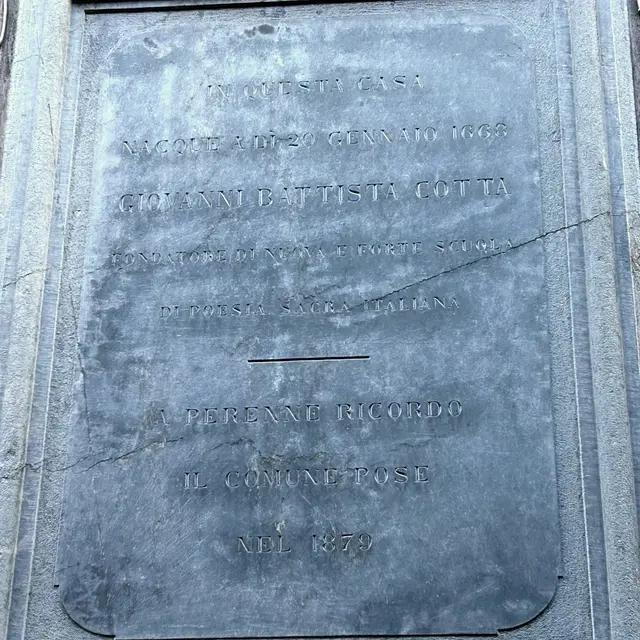 IN QUESTA CASA
NACQUE A DÌ 20 GENNAIO 1668
GIOVANNI BATTISTA COTTA
FONDATORE DI NUOVA E FORTE SCUOLA
DI POESIA SACRA ITALIANA
A PERENNE RICORDO
IL COMUNE POSE
NEL 1879